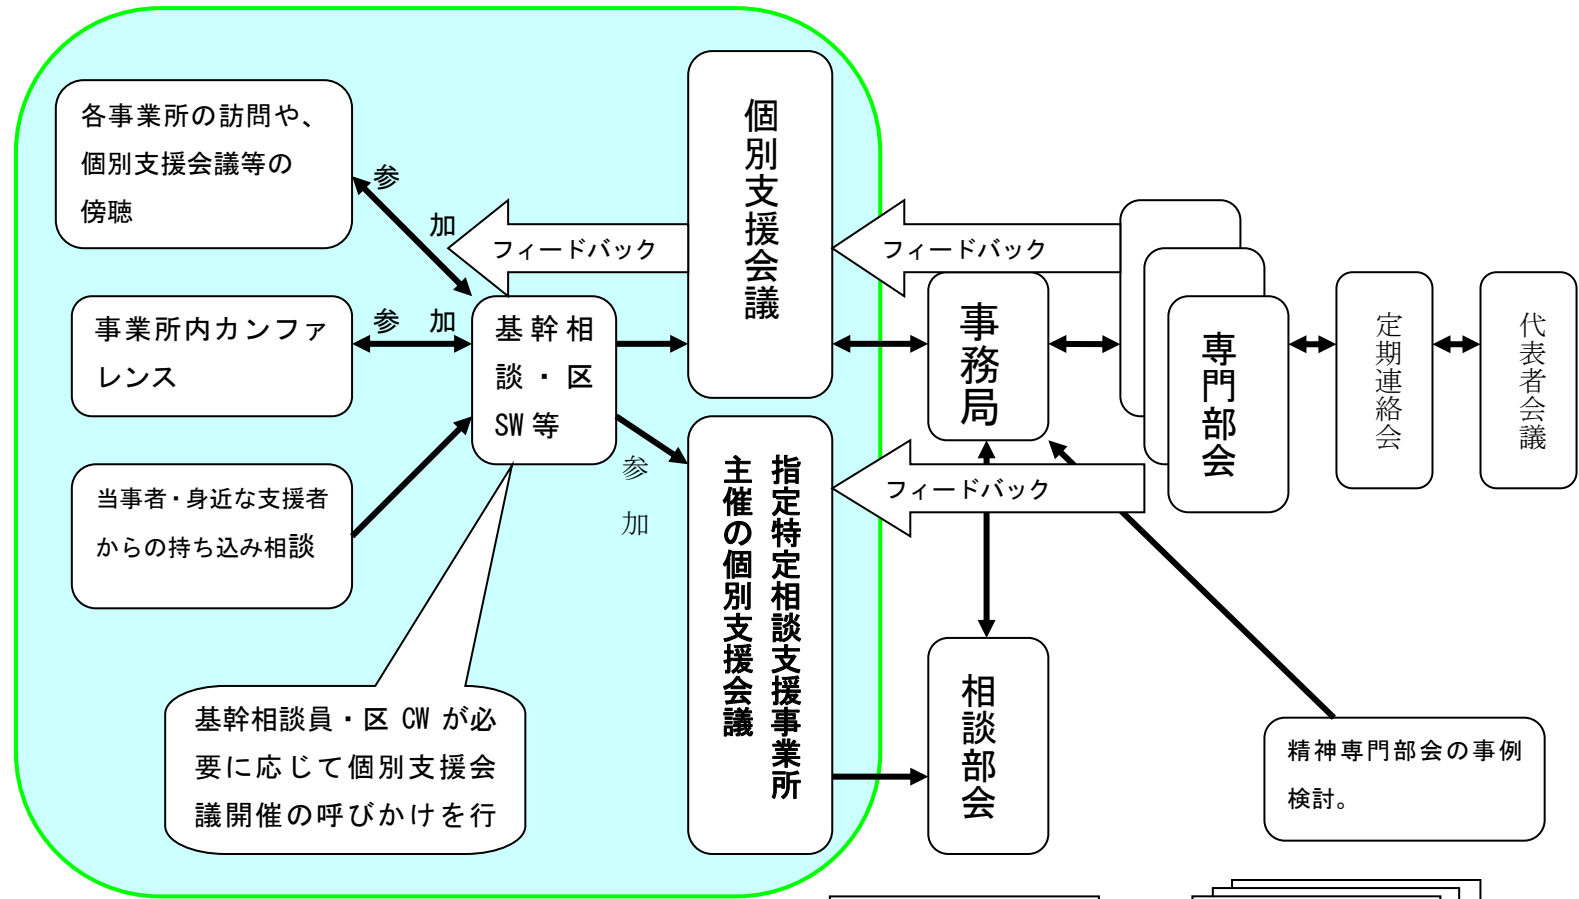 各事業所の訪問や、
個別支援会議等の
傍聴
参
加
フィードバック
事業所内カンファ
レンス
参 加
基幹相
談・区
SW 等
当事者・身近な支援者
からの持ち込み相談
参
加
基幹相談員・区 CW が必
要に応じて個別支援会
議開催の呼びかけを行
個別支援会議
指定特定相談支援事業所
主催の個別支援会議
フィードバック
事務局
フィードバック
相談部会
専門部会
定期連絡会
代表者会議
精神専門部会の事例
検討。